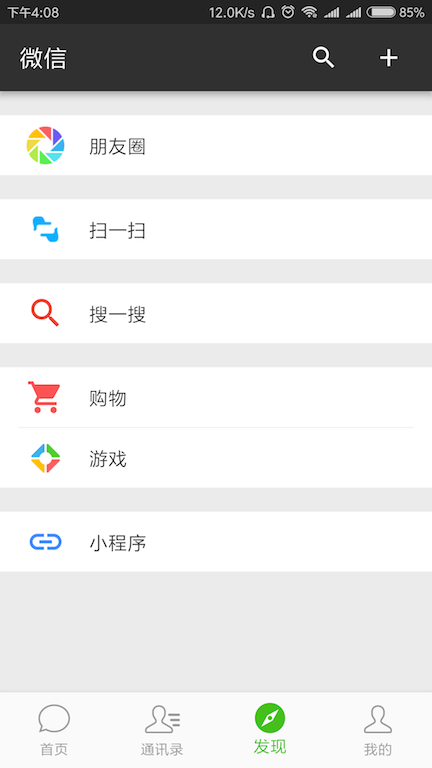 下午4:08 12.0K/s 85%
微信
朋友圈
扫一扫
搜一搜
购物
游戏
小程序
首页 通讯录 发现 我的